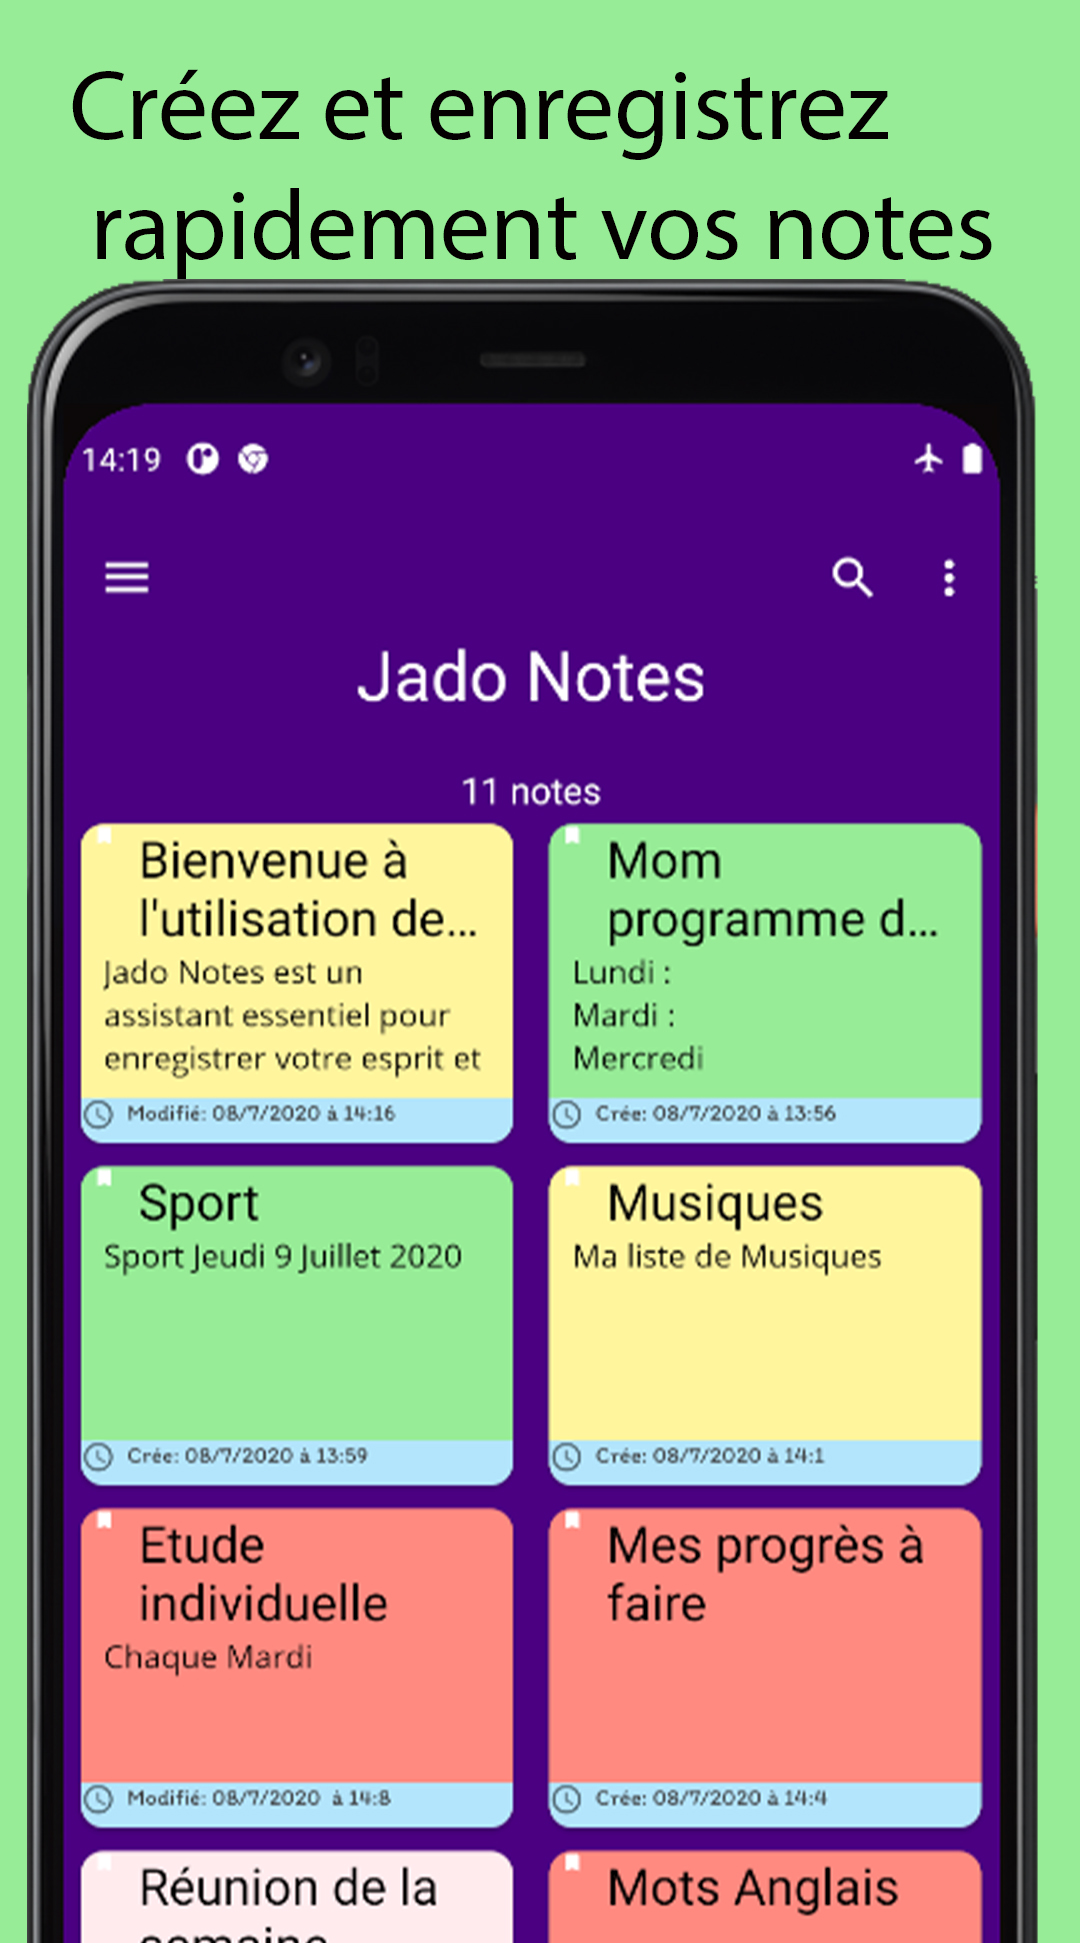 Créez et enregistrez
rapidement vos notes
14:19
Jado Notes
11 notes
Bienvenue à
l'utilisation de...
Jado Notes est un
assistant essentiel pour
enregistrer votre esprit et
Modifié: 08/7/2020 à 14:16
Mom
programme d...
Lundi :
Mardi :
Mercredi
Crée: 08/7/2020 à 13:56
Sport
Sport Jeudi 9 Juillet 2020
Crée: 08/7/2020 à 13:59
Musiques
Ma liste de Musiques
Crée: 08/7/2020 à 14:1
Etude
individuelle
Chaque Mardi
Modifié: 08/7/2020 à 14:8
Mes progrès à
faire
Crée: 08/7/2020 à 14:4
Réunion de la
semaine
Mots Anglais